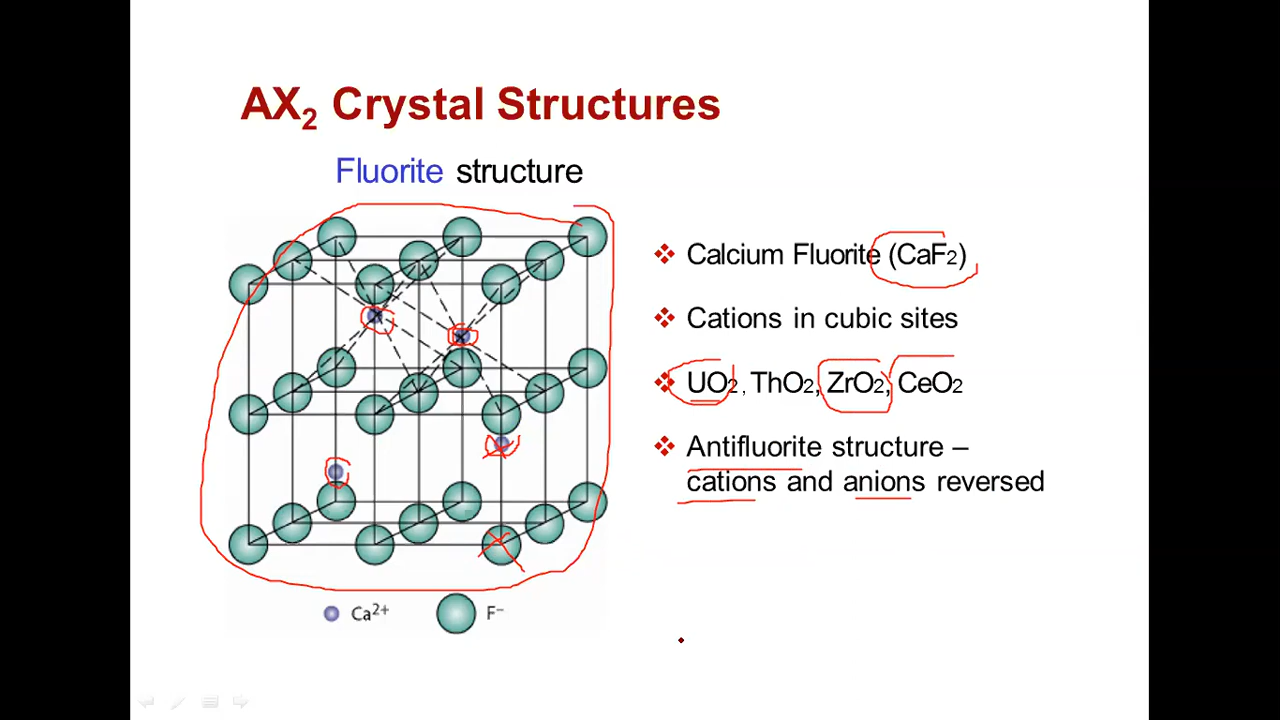 AX₂ Crystal Structures
Fluorite structure
❖ Calcium Fluorite (CaF₂)
❖ Cations in cubic sites
❖ UO₂ , ThO₂, ZrO₂, CeO₂
❖ Antifluorite structure –
cations and anions reversed
Ca²⁺ F⁻